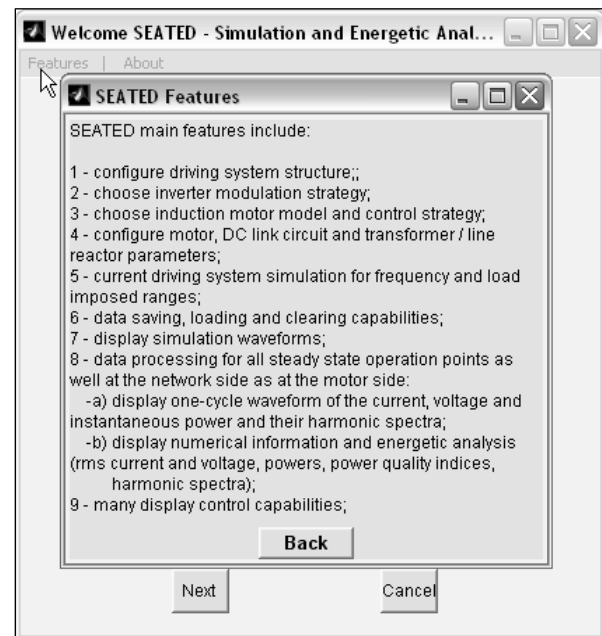 Welcome SEATED - Simulation and Energetic Anal...
Features | About
SEATED Features
SEATED main features include:
1 - configure driving system structure;;
2 - choose inverter modulation strategy;
3 - choose induction motor model and control strategy;
4 - configure motor, DC link circuit and transformer / line
reactor parameters;
5 - current driving system simulation for frequency and load
imposed ranges;
6 - data saving, loading and clearing capabilities;
7 - display simulation waveforms;
8 - data processing for all steady state operation points as
well at the network side as at the motor side:
-a) display one-cycle waveform of the current, voltage and
instantaneous power and their harmonic spectra;
-b) display numerical information and energetic analysis
(rms current and voltage, powers, power quality indices,
harmonic spectra);
9 - many display control capabilities;
Back
Next Cancel